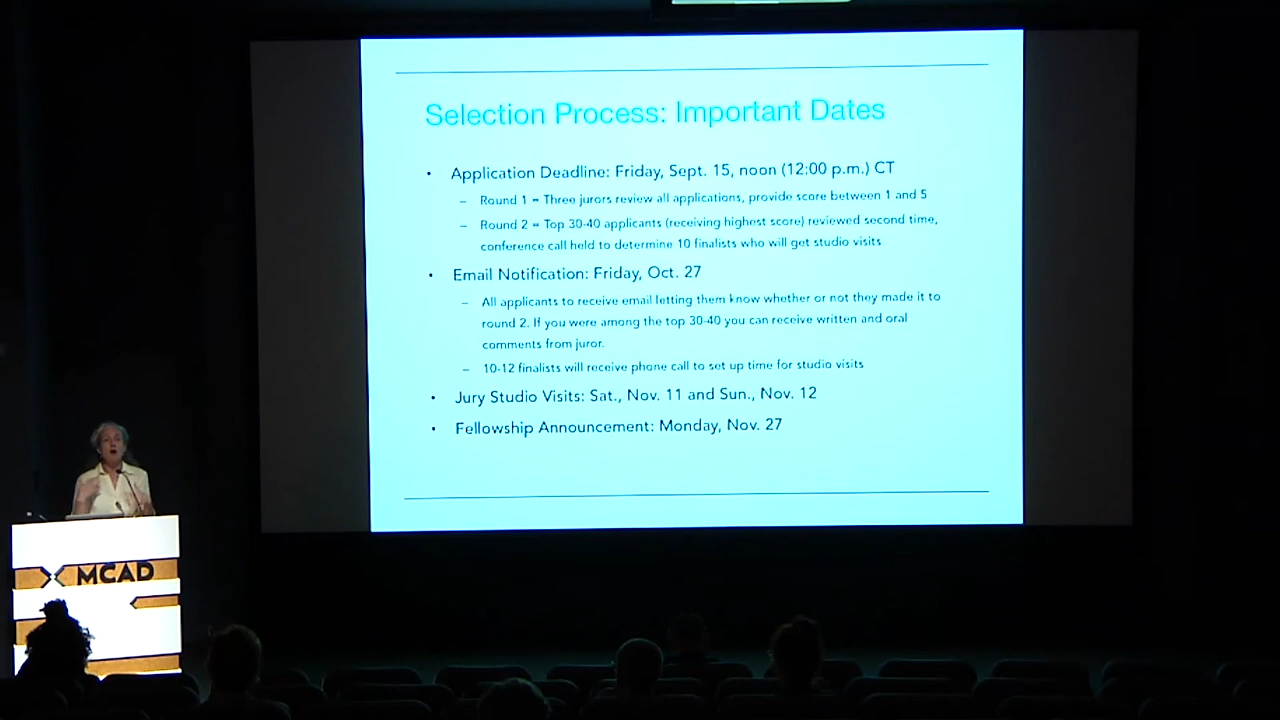 Selection Process: Important Dates
• Application Deadline: Friday, Sept. 15, noon (12:00 p.m.) CT
– Round 1 = Three jurors review all applications, provide score between 1 and 5
– Round 2 = Top 30-40 applicants (receiving highest score) reviewed second time,
conference call held to determine 10 finalists who will get studio visits
• Email Notification: Friday, Oct. 27
– All applicants to receive email letting them know whether or not they made it to
round 2. If you were among the top 30-40 you can receive written and oral
comments from juror.
– 10-12 finalists will receive phone call to set up time for studio visits
• Jury Studio Visits: Sat., Nov. 11 and Sun., Nov. 12
• Fellowship Announcement: Monday, Nov. 27
MCAD